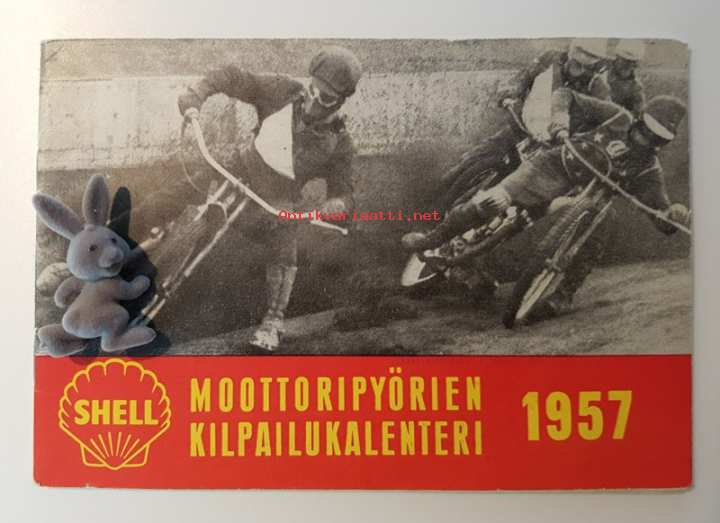 Antikvariaatti.net
SHELL
MOOTTORIPYÖRIEN
KILPAILUKALENTERI
1957